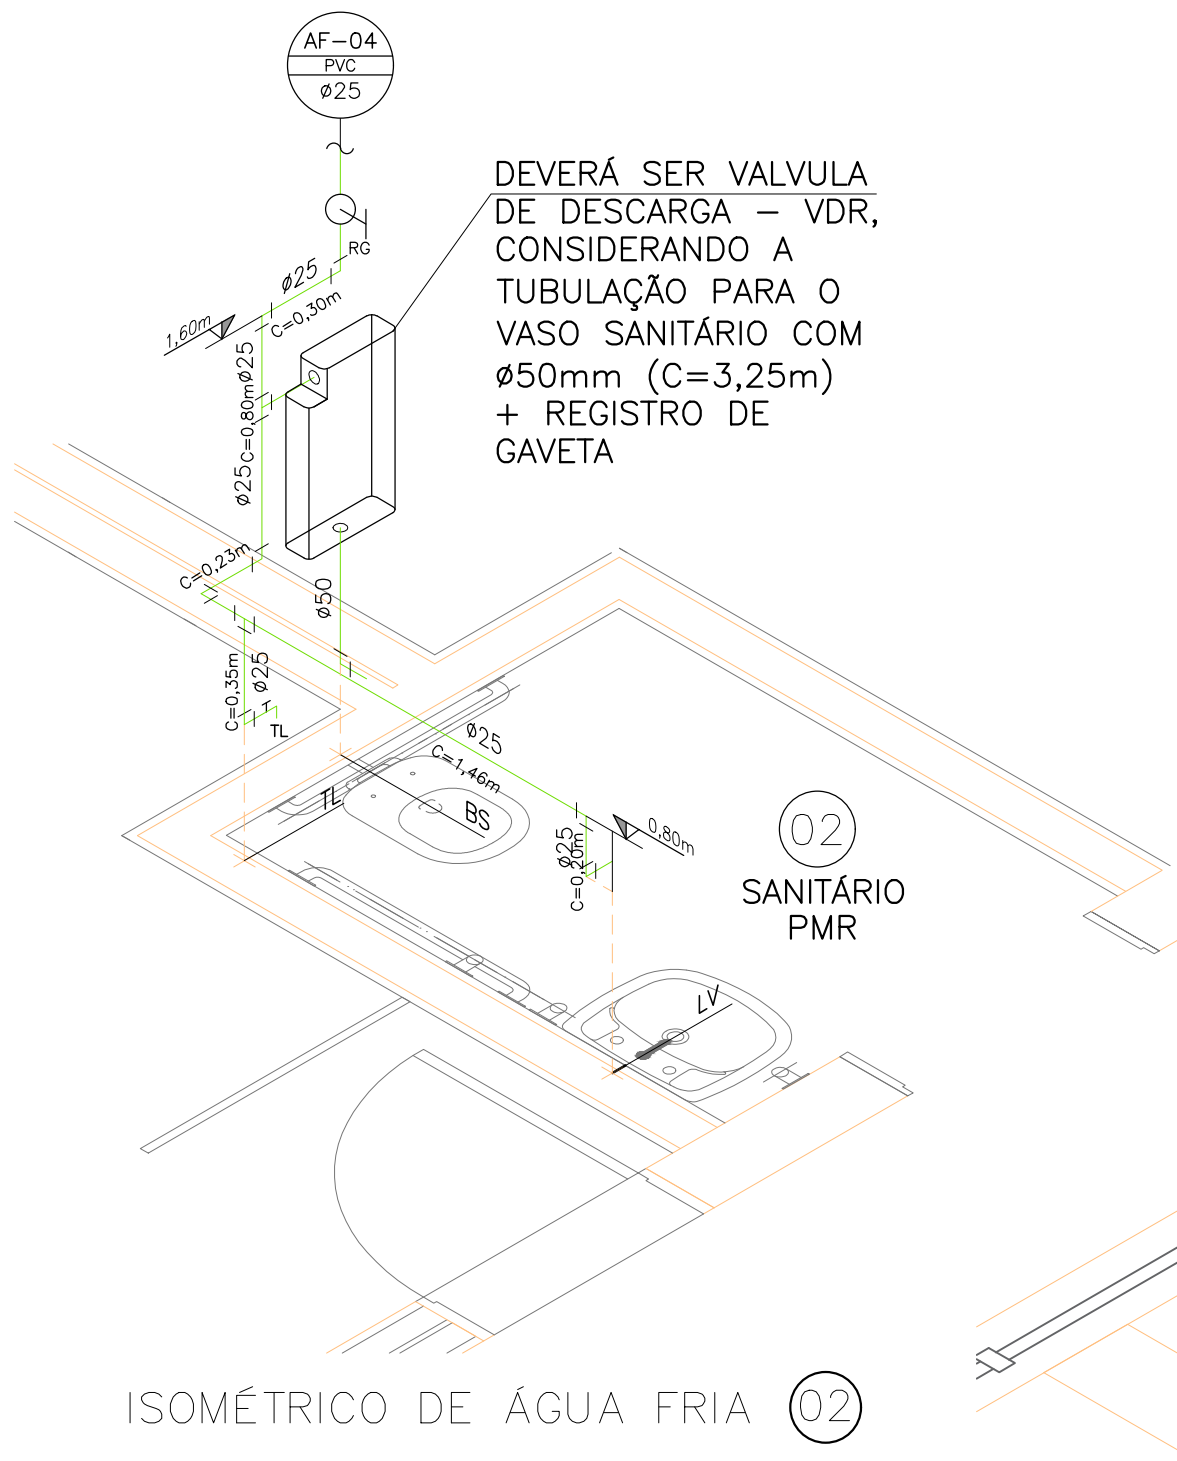 AF-04
PVC
ø25
DEVERÁ SER VALVULA
DE DESCARGA - VDR,
CONSIDERANDO A
TUBULAÇÃO PARA O
VASO SANITÁRIO COM
ø50mm (C=3,25m)
+ REGISTRO DE
GAVETA
RG
ø25
C=0,30m
1,60m
ø25
C=0,80m
ø25
C=0,23m
ø50
C=0,35m
ø25
TL
ø25
C=1,46m
TL
BS
ø25
C=0,20m
0,80m
02
SANITÁRIO
PMR
LV
ISOMÉTRICO DE ÁGUA FRIA 02